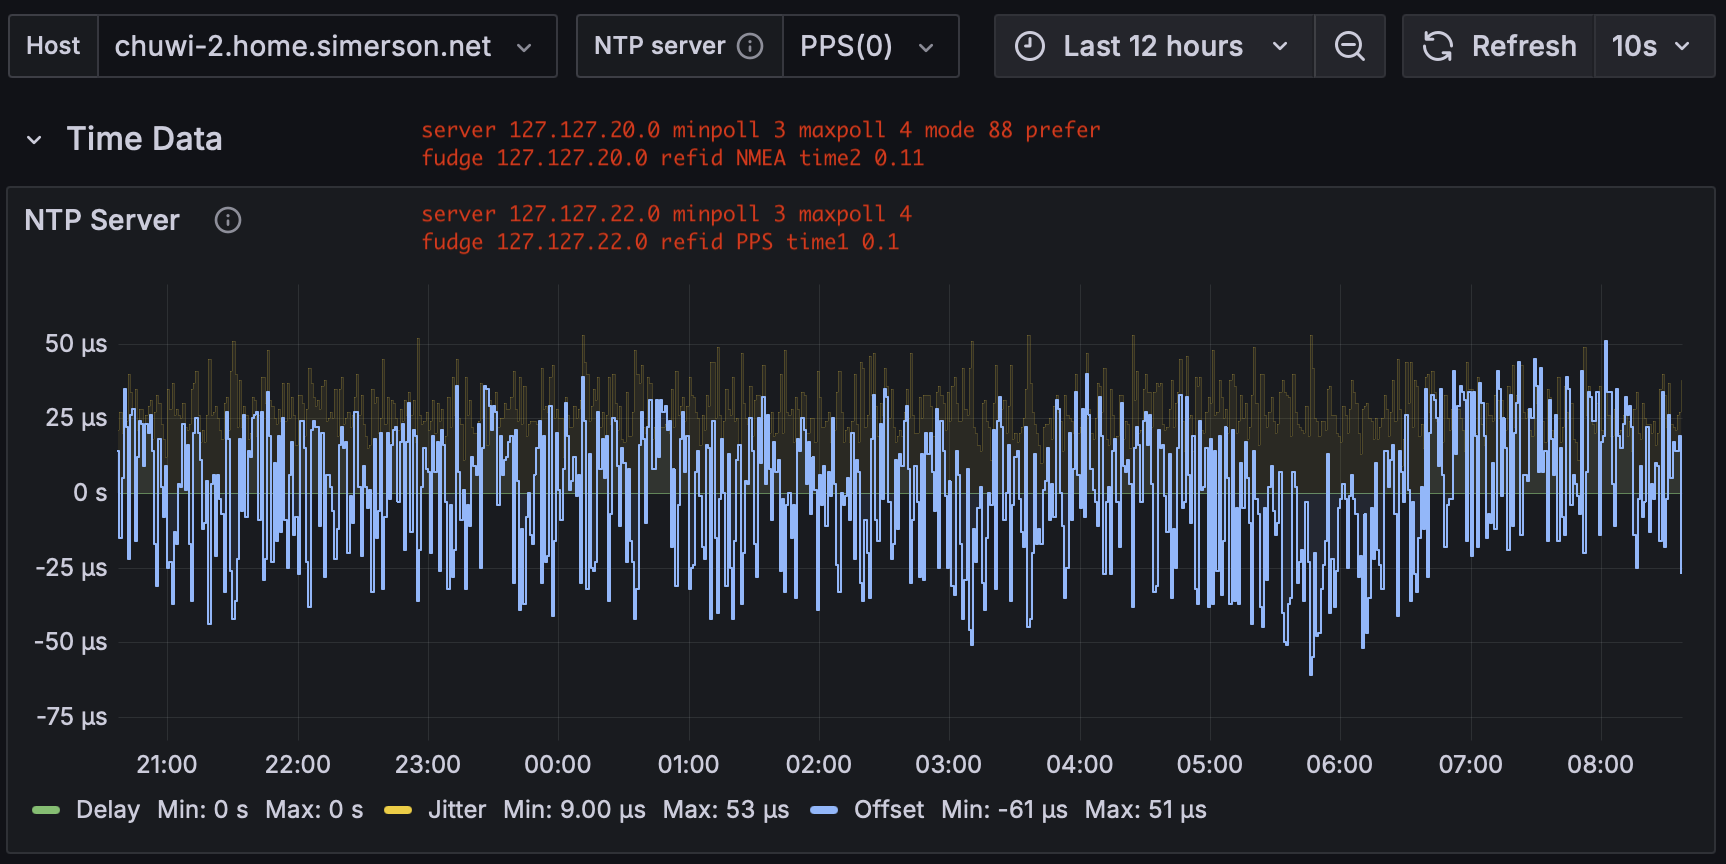 Host chuwi-2.home.simerson.net NTP server PPS(0) Last 12 hours Refresh 10s
Time Data
server 127.127.20.0 minpoll 3 maxpoll 4 mode 88 prefer
fudge 127.127.20.0 refid NMEA time2 0.11
NTP Server
server 127.127.22.0 minpoll 3 maxpoll 4
fudge 127.127.22.0 refid PPS time1 0.1
50 µs
25 µs
0 s
-25 µs
-50 µs
-75 µs
21:00 22:00 23:00 00:00 01:00 02:00 03:00 04:00 05:00 06:00 07:00 08:00
Delay Min: 0 s Max: 0 s Jitter Min: 9.00 µs Max: 53 µs Offset Min: -61 µs Max: 51 µs